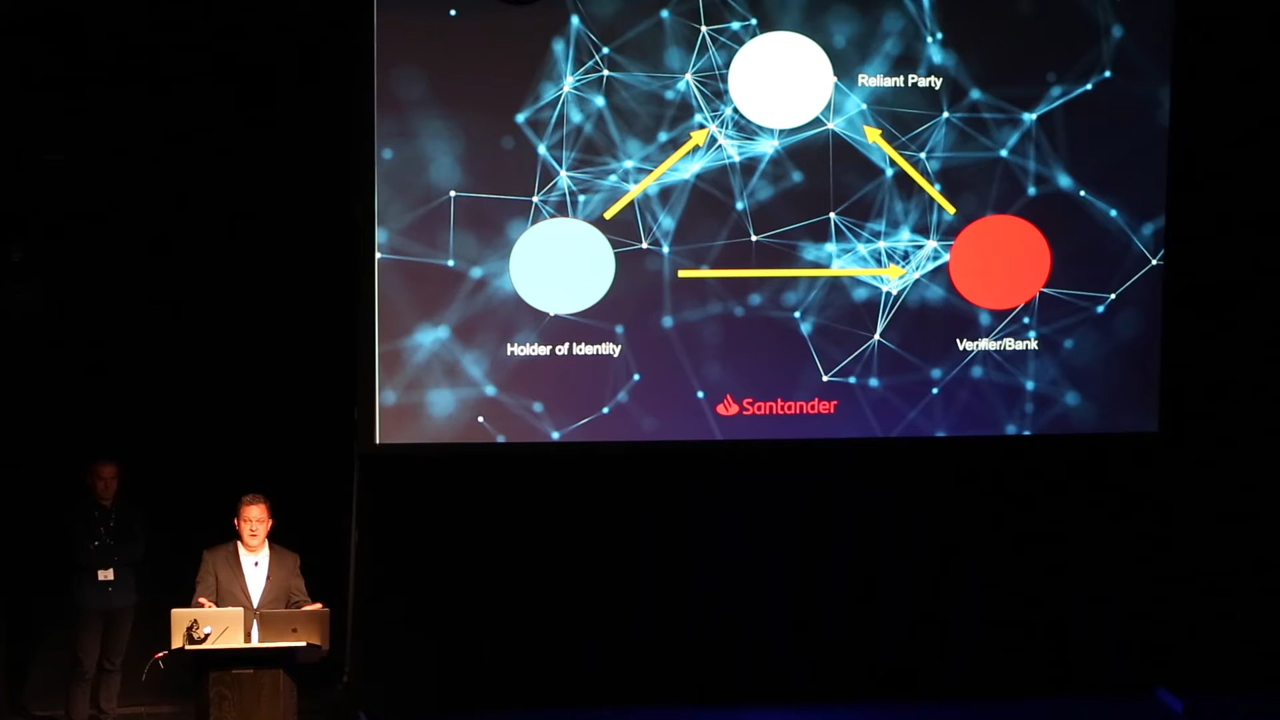 Reliant Party
Holder of Identity
Verifier/Bank
Santander